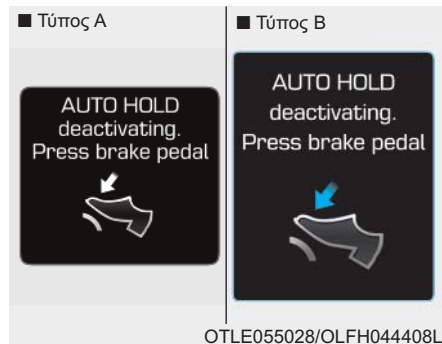 ■ Τύπος A
AUTO HOLD
deactivating.
Press brake pedal
■ Τύπος B
AUTO HOLD
deactivating.
Press brake pedal
OTLE055028/OLFH044408L